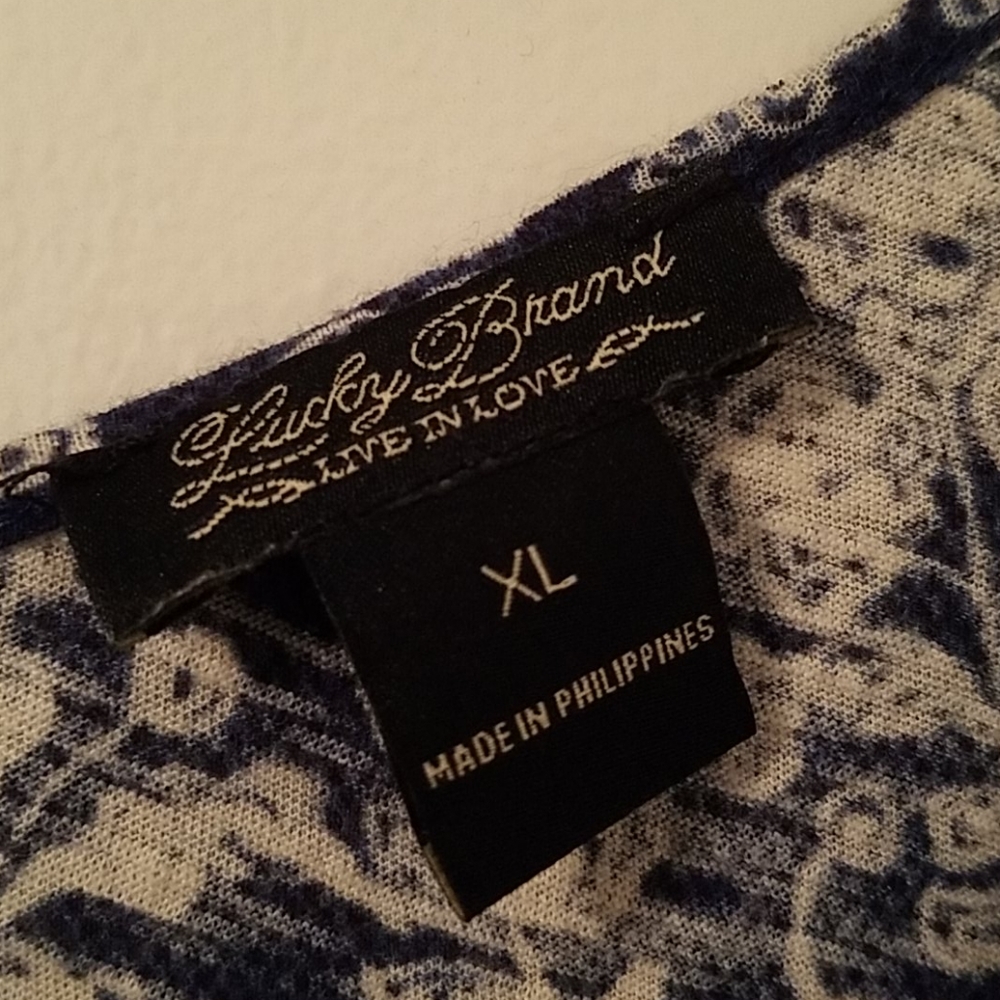 Lucky Brand
LIVE IN LOVE
XL
MADE IN PHILIPPINES